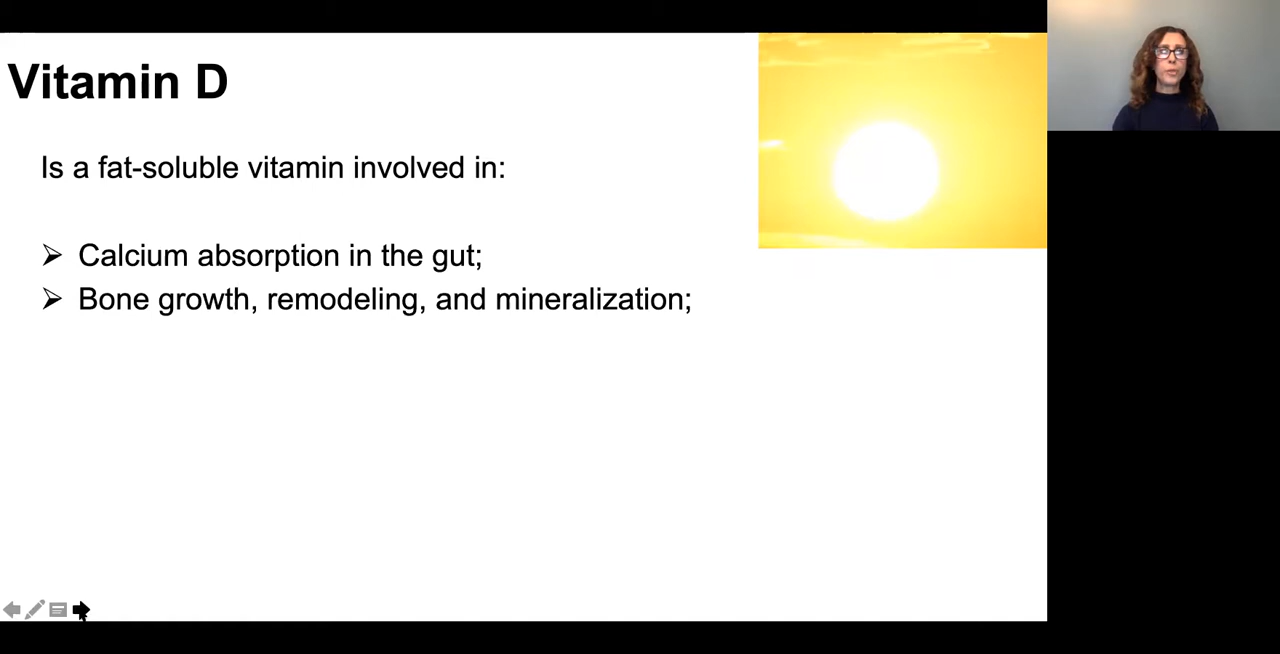 Vitamin D
Is a fat-soluble vitamin involved in:
Calcium absorption in the gut;
Bone growth, remodeling, and mineralization;